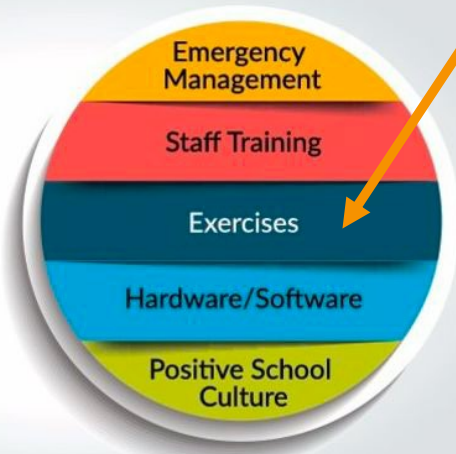 Emergency
Management
Staff Training
Exercises
Hardware/Software
Positive School
Culture